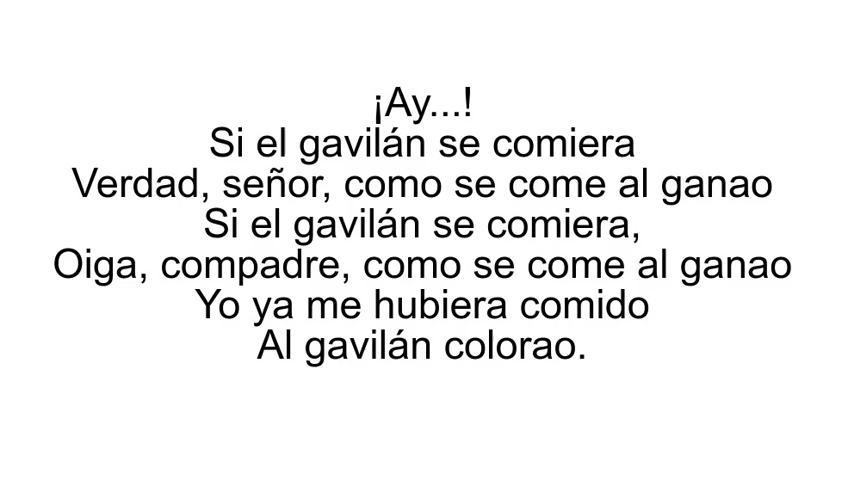 ¡Ay...!
Si el gavilán se comiera
Verdad, señor, como se come al ganao
Si el gavilán se comiera,
Oiga, compadre, como se come al ganao
Yo ya me hubiera comido
Al gavilán colorao.